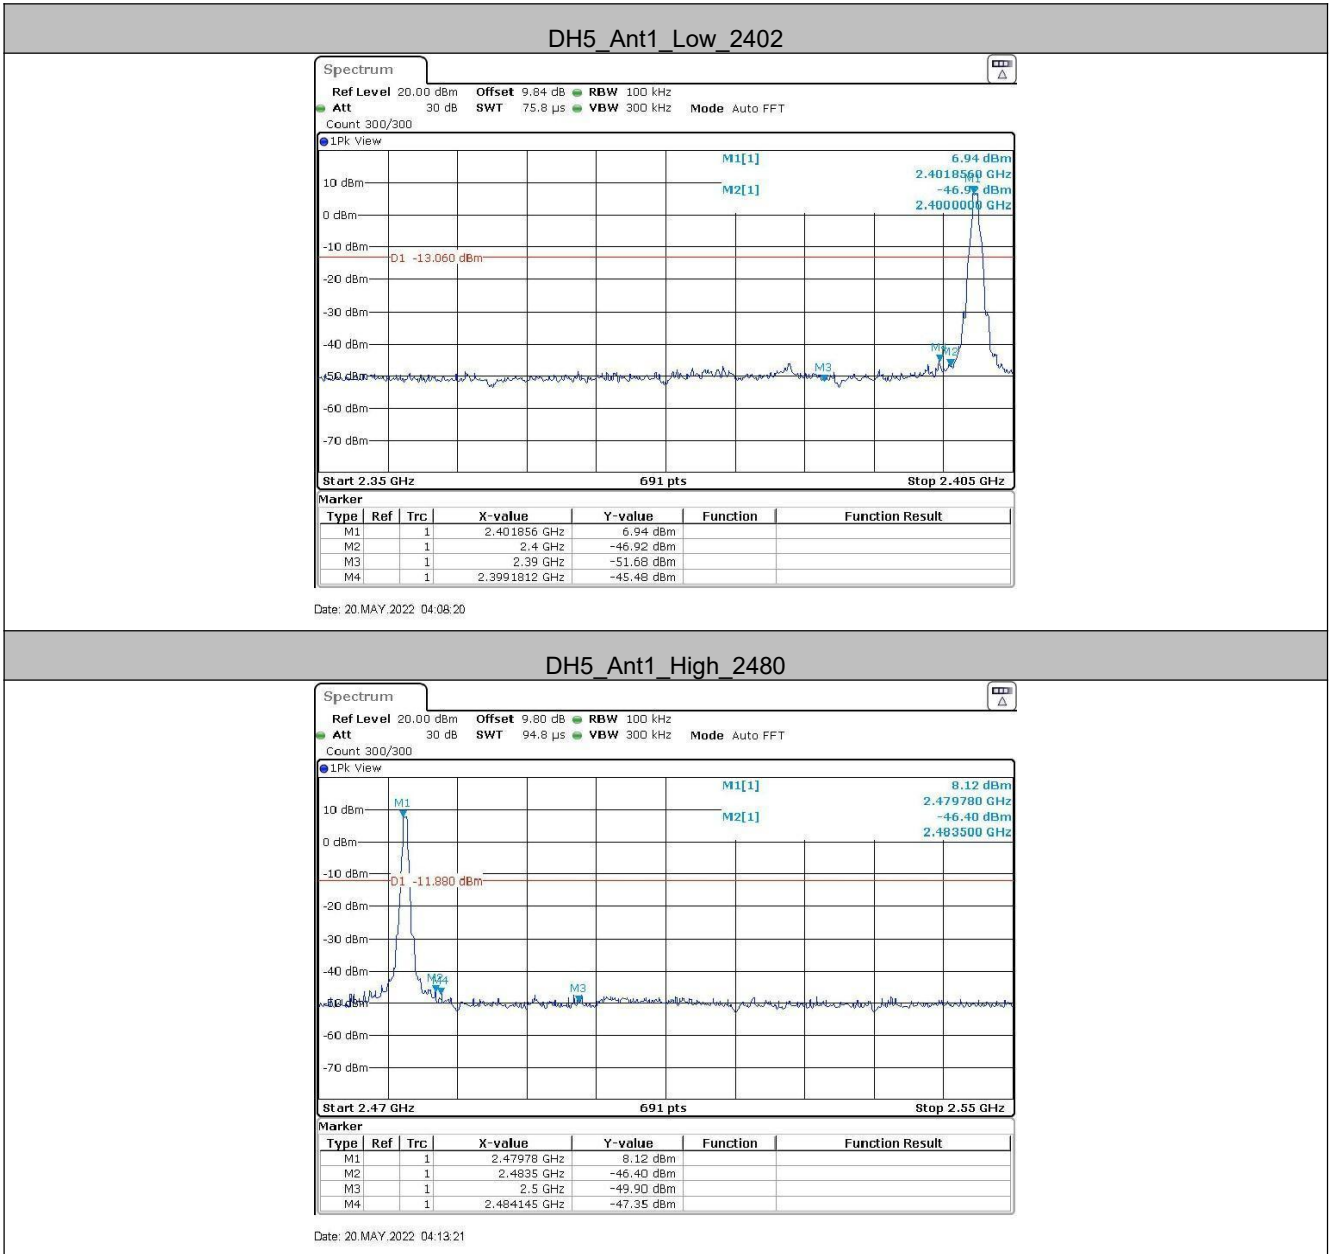 DH5_Ant1_Low_2402
Spectrum
Ref Level 20.00 dBm Offset 9.84 dB RBW 100 kHz
Att 30 dB SWT 75.8 µs VBW 300 kHz Mode Auto FFT
Count 300/300
1Pk View
M1[1] 6.94 dBm
2.4018560 GHz
M1
10 dBm
M2[1] -46.92 dBm
2.4000000 GHz
0 dBm
-10 dBm
D1 -13.060 dBm
-20 dBm
-30 dBm
-40 dBm
M4 M2
M3
-50 dBm
-60 dBm
-70 dBm
Start 2.35 GHz 691 pts Stop 2.405 GHz
Marker
Type Ref Trc X-value Y-value Function Function Result
M1 1 2.401856 GHz 6.94 dBm
M2 1 2.4 GHz -46.92 dBm
M3 1 2.39 GHz -51.68 dBm
M4 1 2.3991812 GHz -45.48 dBm
Date: 20.MAY.2022 04:08:20
DH5_Ant1_High_2480
Spectrum
Ref Level 20.00 dBm Offset 9.80 dB RBW 100 kHz
Att 30 dB SWT 94.8 µs VBW 300 kHz Mode Auto FFT
Count 300/300
1Pk View
M1[1] 8.12 dBm
2.479780 GHz
M1
10 dBm
M2[1] -46.40 dBm
2.483500 GHz
0 dBm
-10 dBm
D1 -11.880 dBm
-20 dBm
-30 dBm
-40 dBm
M2 M4
M3
-50 dBm
-60 dBm
-70 dBm
Start 2.47 GHz 691 pts Stop 2.55 GHz
Marker
Type Ref Trc X-value Y-value Function Function Result
M1 1 2.47978 GHz 8.12 dBm
M2 1 2.4835 GHz -46.40 dBm
M3 1 2.5 GHz -49.90 dBm
M4 1 2.484145 GHz -47.35 dBm
Date: 20.MAY.2022 04:13:21